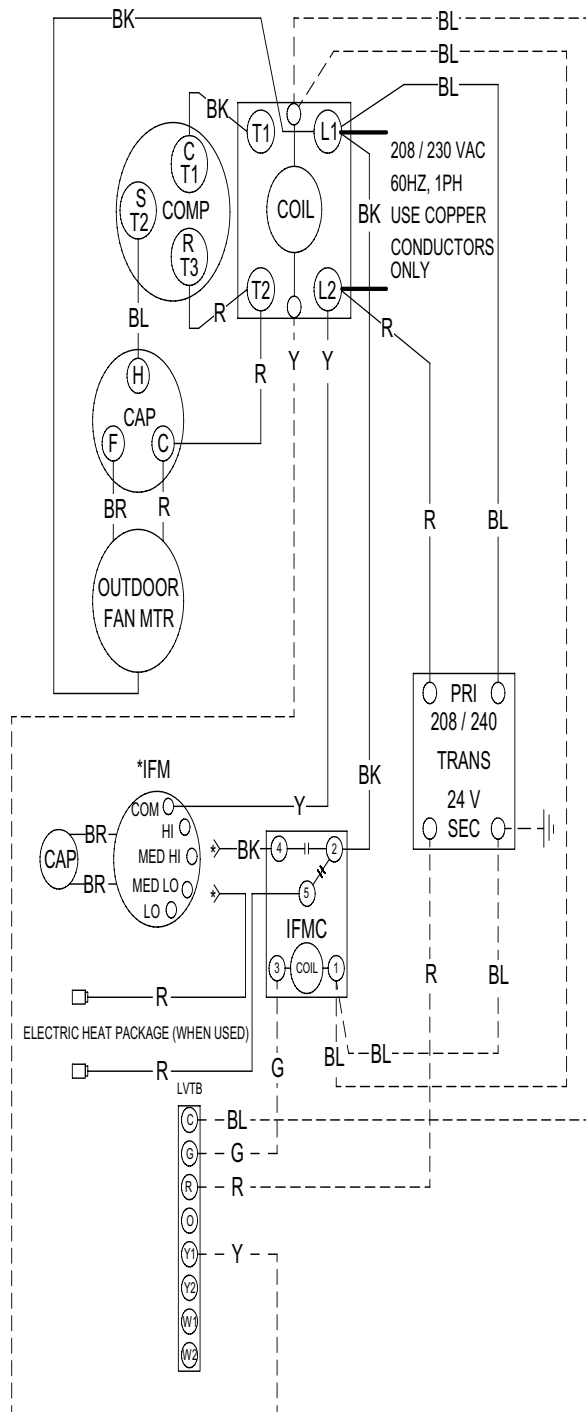 BK
BL
BL
BL
BK
T1
L1
C
T1
S
T2
COMP
R
T3
COIL
208 / 230 VAC
60HZ, 1PH
BK
USE COPPER
CONDUCTORS
ONLY
T2
L2
R
R
BL
R
Y
Y
H
CAP
F
C
BR
R
R
BL
OUTDOOR
FAN MTR
PRI
208 / 240
TRANS
24 V
SEC
*IFM
BK
COM
Y
HI
MED HI
MED LO
LO
CAP
BR
BR
*
BK
4
2
*
5
IFMC
3
COIL
1
R
ELECTRIC HEAT PACKAGE (WHEN USED)
R
R
BL
G
BL
BL
LVTB
C
BL
G
G
R
R
O
Y1
Y
Y2
W1
W2